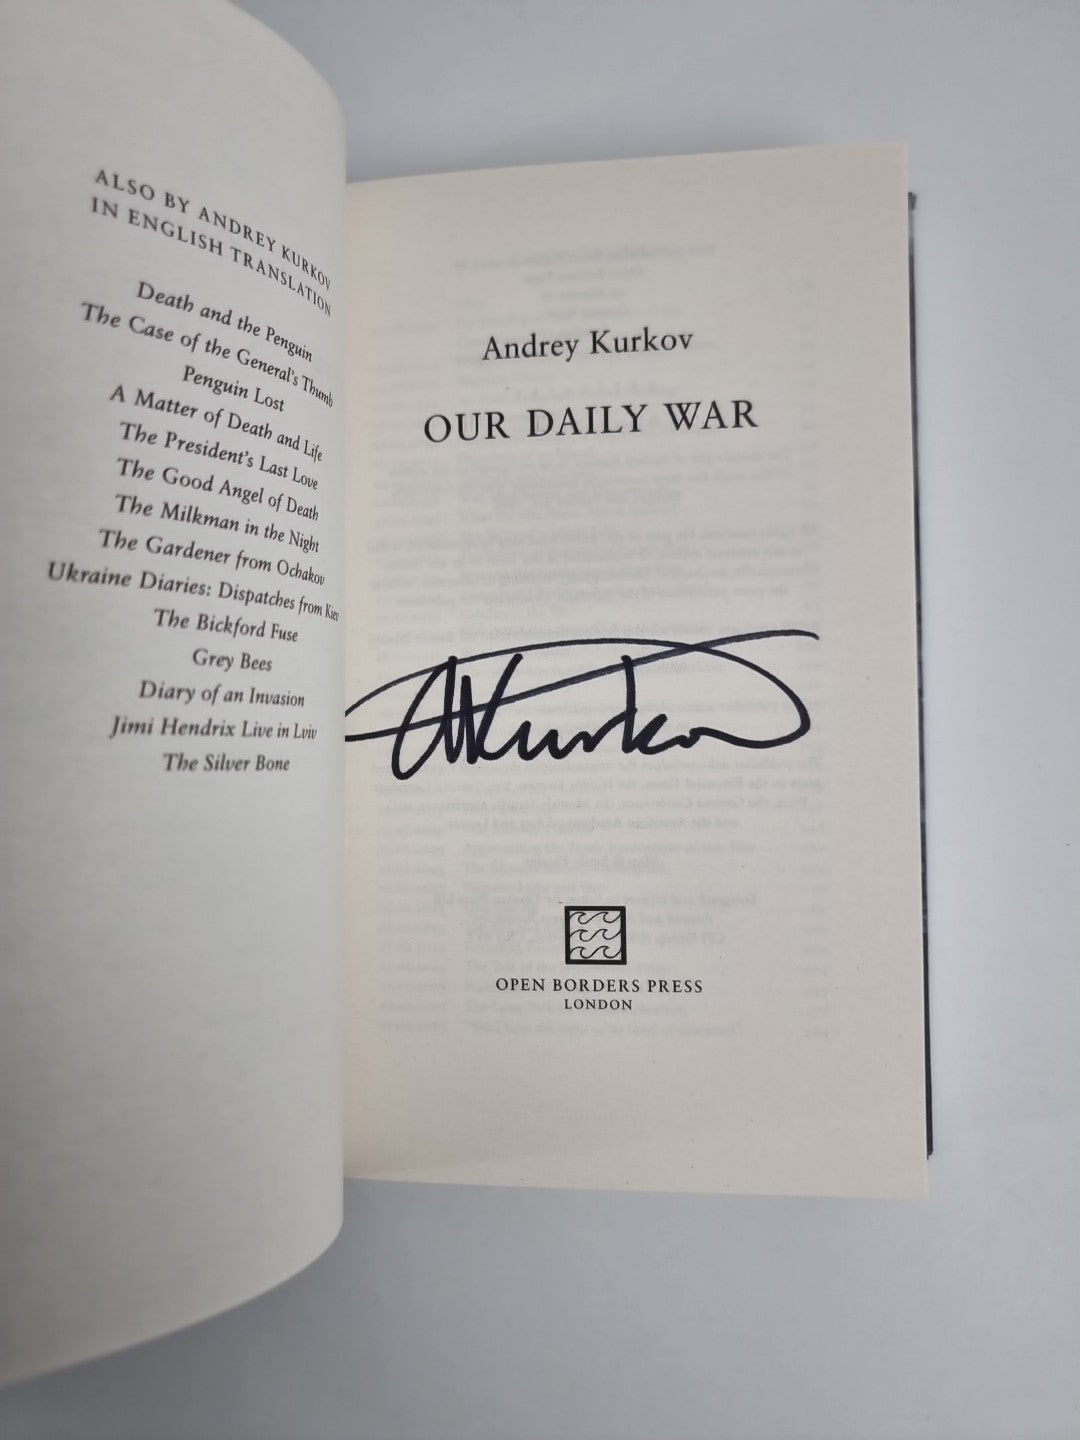 ALSO BY ANDREY KURKOV
IN ENGLISH TRANSLATION
Death and the Penguin
The Case of the General's Thumb
Penguin Lost
A Matter of Death and Life
The President's Last Love
The Good Angel of Death
The Milkman in the Night
The Gardener from Ochakov
Ukraine Diaries: Dispatches from Kiev
The Bickford Fuse
Grey Bees
Diary of an Invasion
Jimi Hendrix Live in Lviv
The Silver Bone
Andrey Kurkov
OUR DAILY WAR
AKurkov
OPEN BORDERS PRESS
LONDON